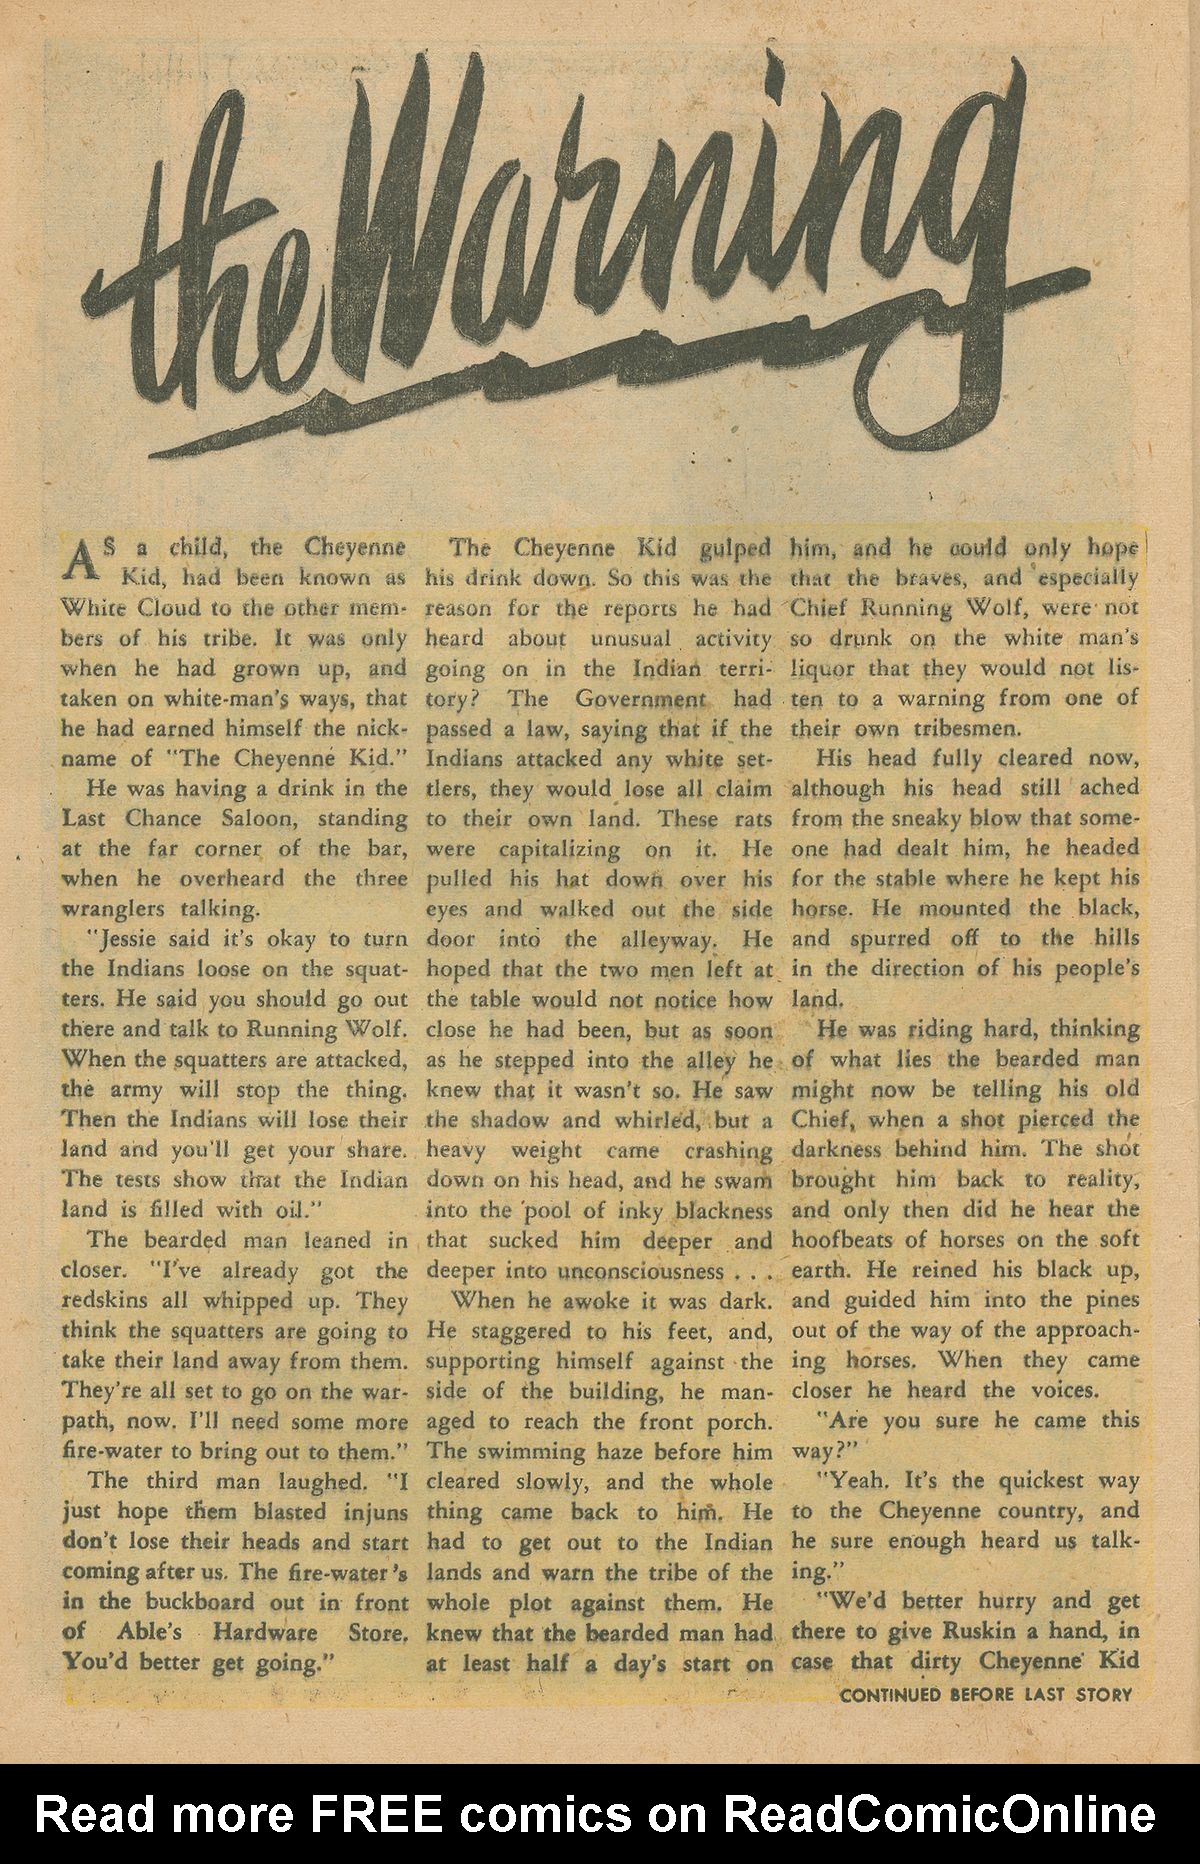 the Warning
AS a child, the Cheyenne
Kid, had been known as
White Cloud to the other mem-
bers of his tribe. It was only
when he had grown up, and
taken on white-man's ways, that
he had earned himself the nick-
name of "The Cheyenne Kid."
He was having a drink in the
Last Chance Saloon, standing
at the far corner of the bar,
when he overheard the three
wranglers talking.
"Jessie said it's okay to turn
the Indians loose on the squat-
ters. He said you should go out
there and talk to Running Wolf.
When the squatters are attacked,
the army will stop the thing.
Then the Indians will lose their
land and you'll get your share.
The tests show that the Indian
land is filled with oil."
The bearded man leaned in
closer. "I've already got the
redskins all whipped up. They
think the squatters are going to
take their land away from them.
They're all set to go on the war-
path, now. I'll need some more
fire-water to bring out to them."
The third man laughed. "I
just hope them blasted injuns
don't lose their heads and start
coming after us. The fire-water's
in the buckboard out in front
of Able's Hardware Store.
You'd better get going."
The Cheyenne Kid gulped
his drink down. So this was the
reason for the reports he had
heard about unusual activity
going on in the Indian terri-
tory? The Government had
passed a law, saying that if the
Indians attacked any white set-
tlers, they would lose all claim
to their own land. These rats
were capitalizing on it. He
pulled his hat down over his
eyes and walked out the side
door into the alleyway. He
hoped that the two men left at
the table would not notice how
close he had been, but as soon
as he stepped into the alley he
knew that it wasn't so. He saw
the shadow and whirled, but a
heavy weight came crashing
down on his head, and he swam
into the pool of inky blackness
that sucked him deeper and
deeper into unconsciousness . . .
When he awoke it was dark.
He staggered to his feet, and,
supporting himself against the
side of the building, he man-
aged to reach the front porch.
The swimming haze before him
cleared slowly, and the whole
thing came back to him. He
had to get out to the Indian
lands and warn the tribe of the
whole plot against them. He
knew that the bearded man had
at least half a day's start on
him, and he could only hope
that the braves, and especially
Chief Running Wolf, were not
so drunk on the white man's
liquor that they would not lis-
ten to a warning from one of
their own tribesmen.
His head fully cleared now,
although his head still ached
from the sneaky blow that some-
one had dealt him, he headed
for the stable where he kept his
horse. He mounted the black,
and spurred off to the hills
in the direction of his people's
land.
He was riding hard, thinking
of what lies the bearded man
might now be telling his old
Chief, when a shot pierced the
darkness behind him. The shot
brought him back to reality,
and only then did he hear the
hoofbeats of horses on the soft
earth. He reined his black up,
and guided him into the pines
out of the way of the approach-
ing horses. When they came
closer he heard the voices.
"Are you sure he came this
way?"
"Yeah. It's the quickest way
to the Cheyenne country, and
he sure enough heard us talk-
ing."
"We'd better hurry and get
there to give Ruskin a hand, in
case that dirty Cheyenne Kid
CONTINUED BEFORE LAST STORY
Read more FREE comics on ReadComicOnline